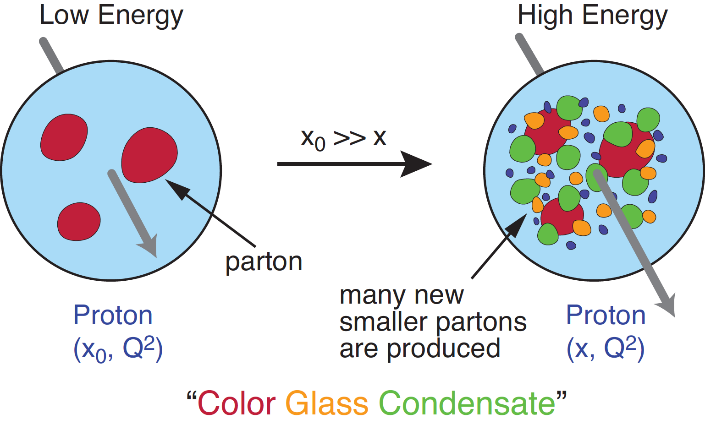 Low Energy
High Energy
x₀ >> x
parton
many new
smaller partons
are produced
Proton
(x₀, Q²)
Proton
(x, Q²)
“Color Glass Condensate”